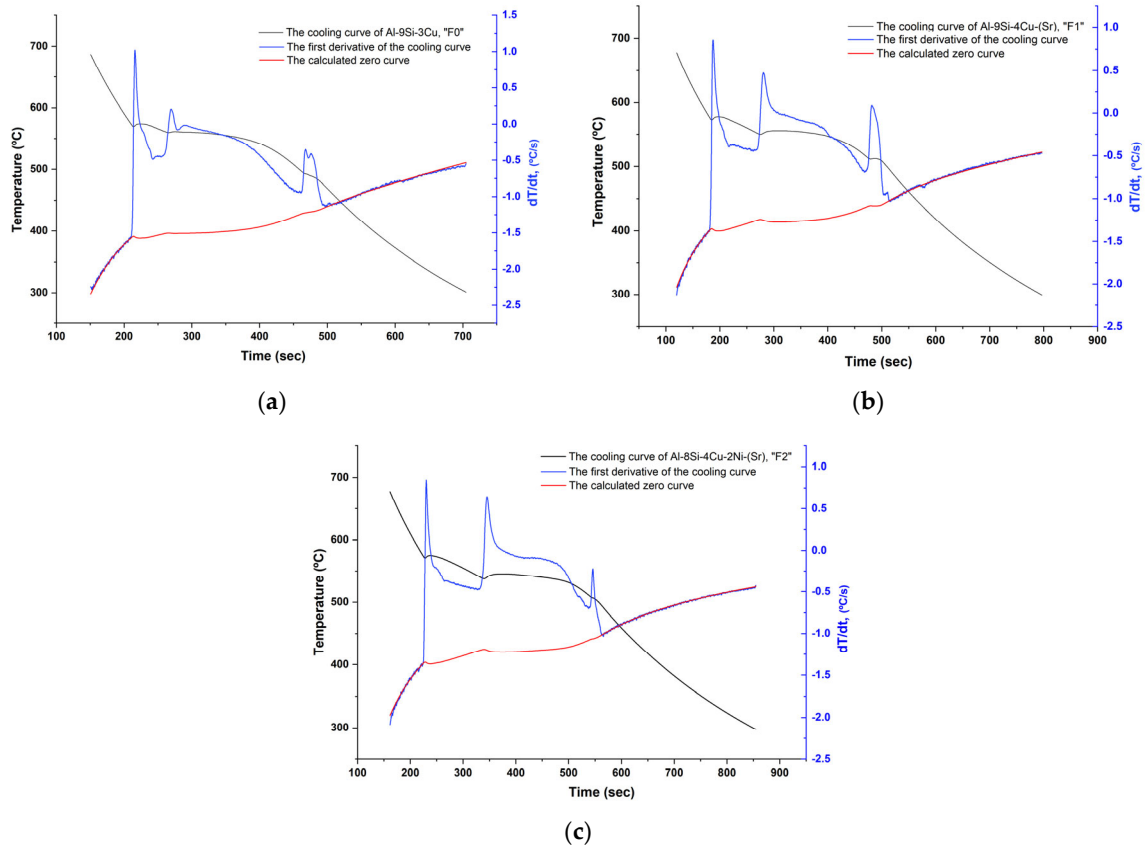 The cooling curve of Al-9Si-3Cu, "F0"
The first derivative of the cooling curve
The calculated zero curve
700
600
500
400
300
Temperature (ºC)
1.5
1.0
0.5
0.0
-0.5
-1.0
-1.5
-2.0
-2.5
dT/dt, (ºC/s)
100 200 300 400 500 600 700
Time (sec)
(a)
The cooling curve of Al-9Si-4Cu-(Sr), "F1"
The first derivative of the cooling curve
The calculated zero curve
700
600
500
400
300
Temperature (ºC)
1.0
0.5
0.0
-0.5
-1.0
-1.5
-2.0
-2.5
dT/dt, (ºC/s)
100 200 300 400 500 600 700 800 900
Time (sec)
(b)
The cooling curve of Al-8Si-4Cu-2Ni-(Sr), "F2"
The first derivative of the cooling curve
The calculated zero curve
700
600
500
400
300
Temperature (ºC)
1.0
0.5
0.0
-0.5
-1.0
-1.5
-2.0
-2.5
dT/dt, (ºC/s)
100 200 300 400 500 600 700 800 900
Time (sec)
(c)